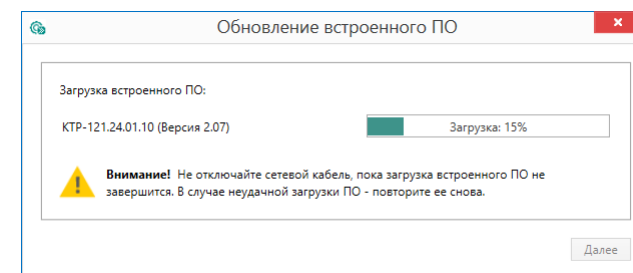 Обновление встроенного ПО
Загрузка встроенного ПО:
КТР-121.24.01.10 (Версия 2.07)
Загрузка: 15%
Внимание! Не отключайте сетевой кабель, пока загрузка встроенного ПО не
завершится. В случае неудачной загрузки ПО - повторите ее снова.
Далее